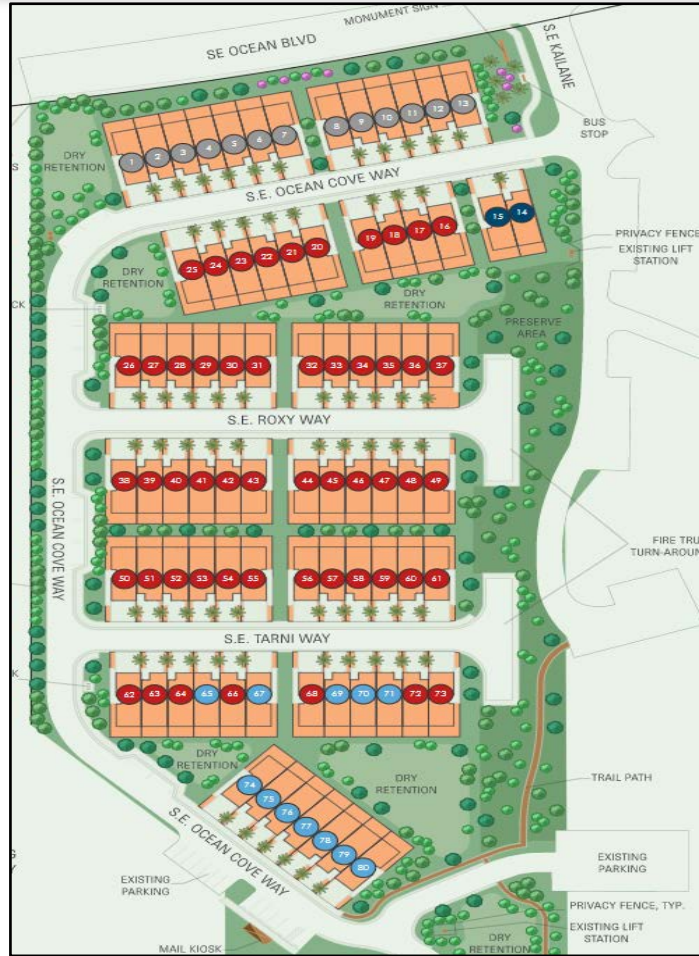 MONUMENT SIGN
SE OCEAN BLVD
S.E KAILANE
BUS
STOP
DRY
RETENTION
1 2 3 4 5 6 7
8 9 10 11 12 13
S.E. OCEAN COVE WAY
15 14
19 18 17 16
25 24 23 22 21 20
PRIVACY FENCE
EXISTING LIFT
STATION
DRY
RETENTION
DRY
RETENTION
PRESERVE
AREA
CK
26 27 28 29 30 31
32 33 34 35 36 37
S.E. ROXY WAY
38 39 40 41 42 43
44 45 46 47 48 49
S.E. OCEAN COVE WAY
FIRE TRU
TURN-AROUN
50 51 52 53 54 55
56 57 58 59 60 61
S.E. TARNI WAY
K
62 63 64 65 66 67
68 69 70 71 72 73
DRY
RETENTION
DRY
RETENTION
TRAIL PATH
74
75
76
77
78
79
80
S.E. OCEAN COVE WAY
EXISTING
PARKING
EXISTING
PARKING
PRIVACY FENCE, TYP.
EXISTING LIFT
STATION
DRY
RETENTION
MAIL KIOSK